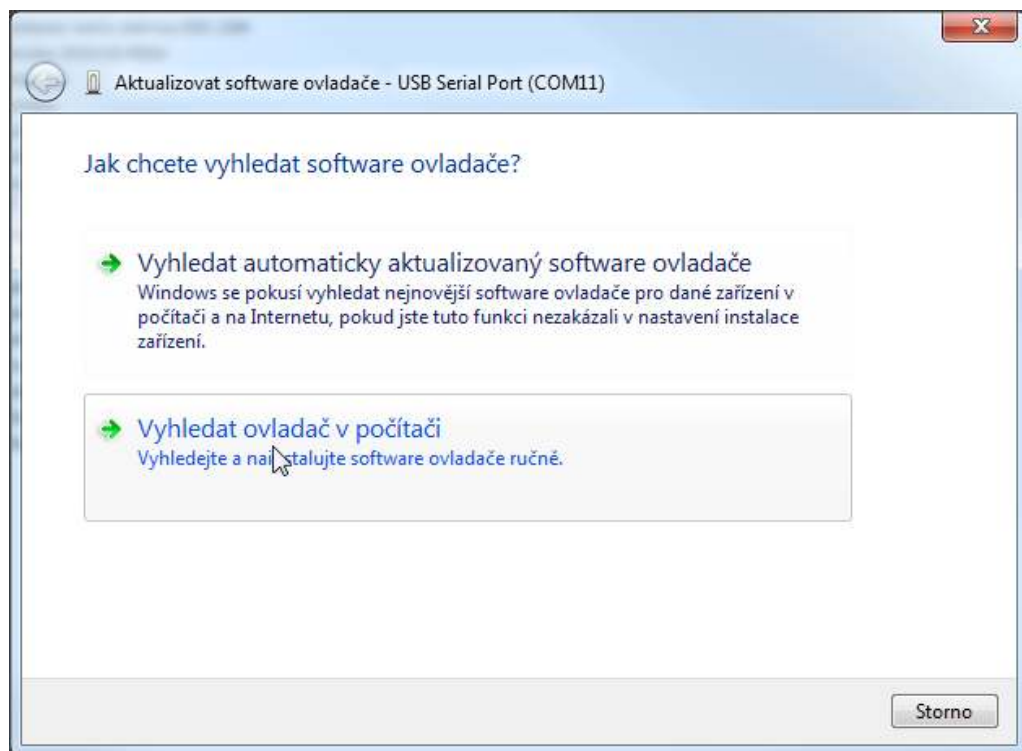 Aktualizovat software ovladače - USB Serial Port (COM11)
Jak chcete vyhledat software ovladače?
Vyhledat automaticky aktualizovaný software ovladače
Windows se pokusí vyhledat nejnovější software ovladače pro dané zařízení v
počítači a na Internetu, pokud jste tuto funkci nezakázali v nastavení instalace
zařízení.
Vyhledat ovladač v počítači
Vyhledejte a nainstalujte software ovladače ručně.
Storno